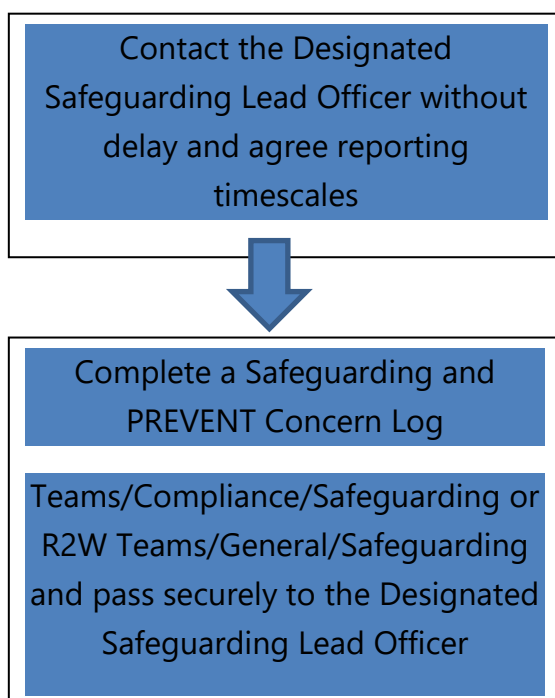 Contact the Designated
Safeguarding Lead Officer without
delay and agree reporting
timescales
Complete a Safeguarding and
PREVENT Concern Log
Teams/Compliance/Safeguarding or
R2W Teams/General/Safeguarding
and pass securely to the Designated
Safeguarding Lead Officer